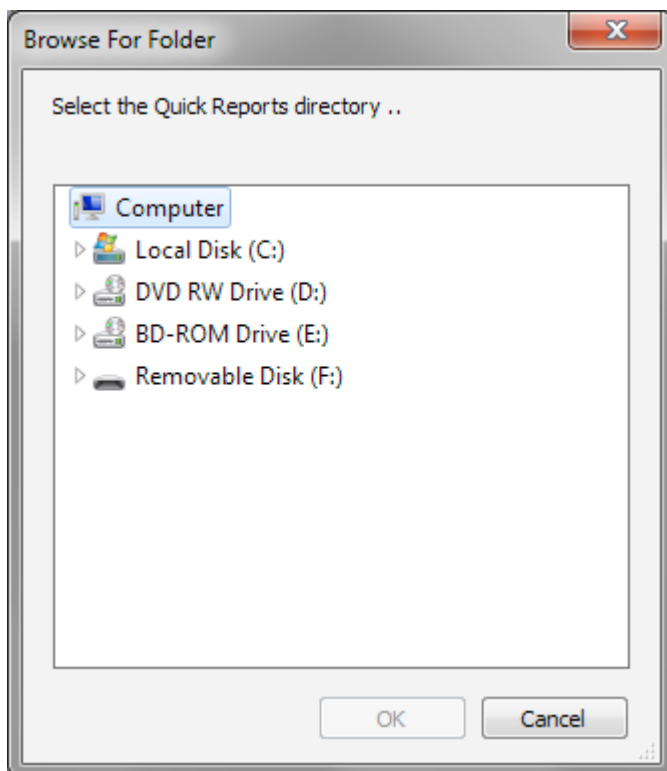 Browse For Folder
Select the Quick Reports directory ..
Computer
Local Disk (C:)
DVD RW Drive (D:)
BD-ROM Drive (E:)
Removable Disk (F:)
OK Cancel